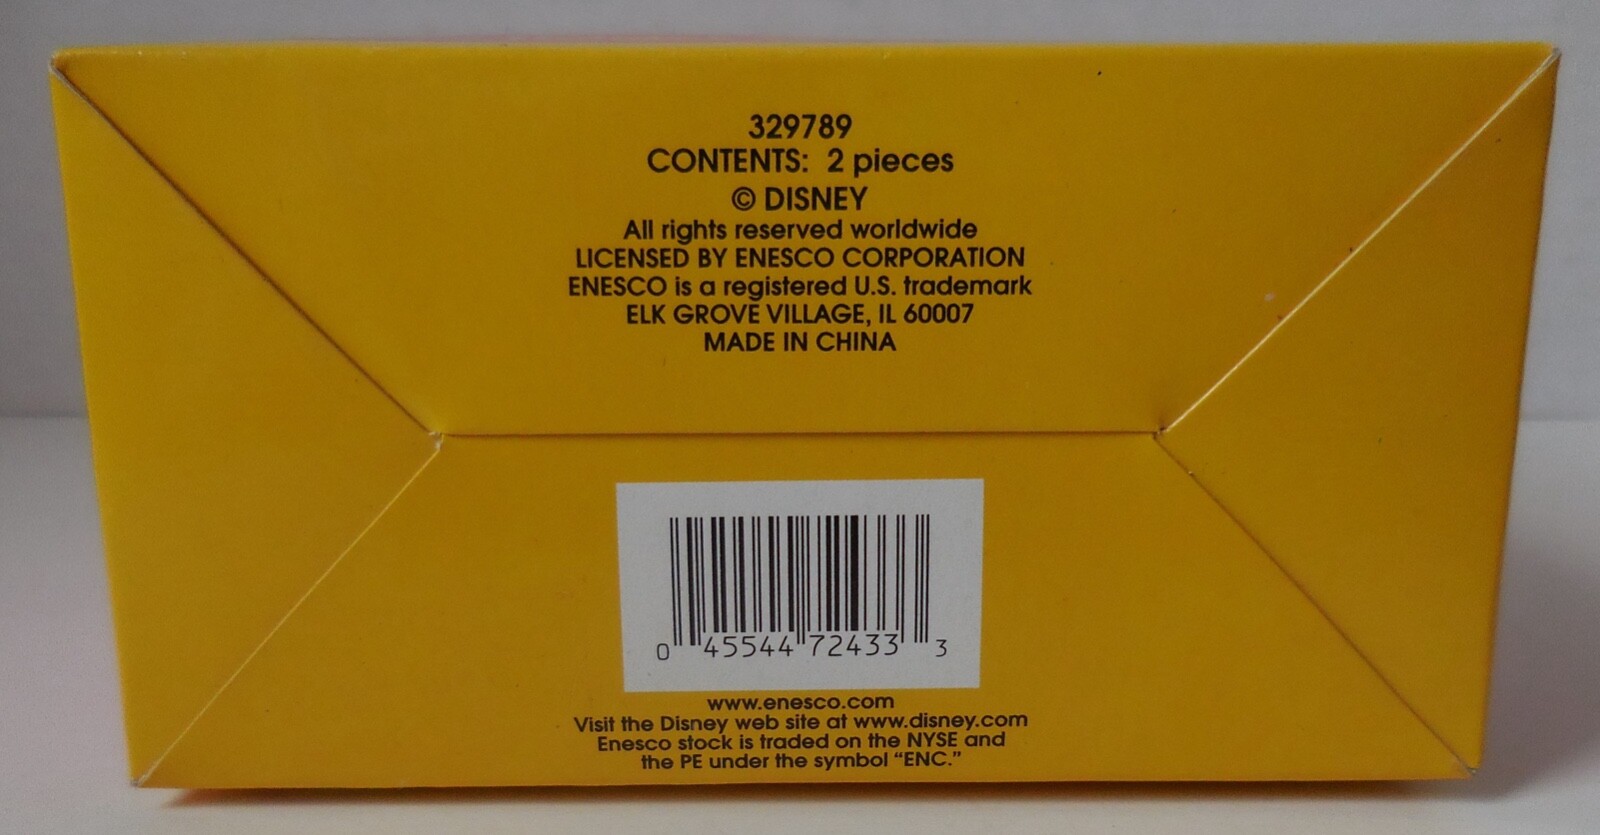 329789
CONTENTS: 2 pieces
© DISNEY
All rights reserved worldwide
LICENSED BY ENESCO CORPORATION
ENESCO is a registered U.S. trademark
ELK GROVE VILLAGE, IL 60007
MADE IN CHINA
0 45544 72433 3
www.enesco.com
Visit the Disney web site at www.disney.com
Enesco stock is traded on the NYSE and
the PE under the symbol “ENC.”